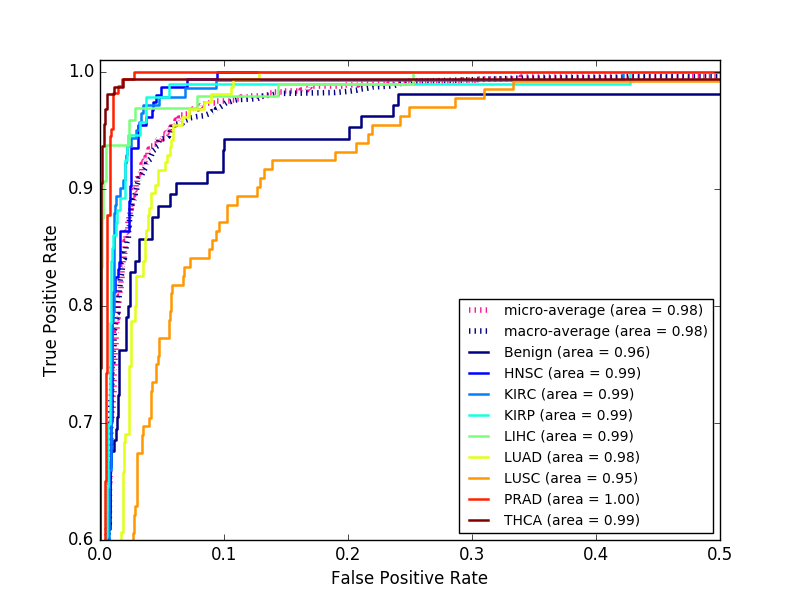 1.0
0.9
0.8
0.7
0.6
True Positive Rate
micro-average (area = 0.98)
macro-average (area = 0.98)
Benign (area = 0.96)
HNSC (area = 0.99)
KIRC (area = 0.99)
KIRP (area = 0.99)
LIHC (area = 0.99)
LUAD (area = 0.98)
LUSC (area = 0.95)
PRAD (area = 1.00)
THCA (area = 0.99)
0.0 0.1 0.2 0.3 0.4 0.5
False Positive Rate